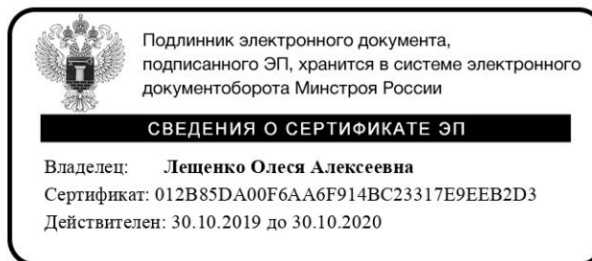 Подлинник электронного документа,
подписанного ЭП, хранится в системе электронного
документоборота Минстроя России
СВЕДЕНИЯ О СЕРТИФИКАТЕ ЭП
Владелец: Лещенко Олеся Алексеевна
Сертификат: 012B85DA00F6AA6F914BC23317E9EEB2D3
Действителен: 30.10.2019 до 30.10.2020